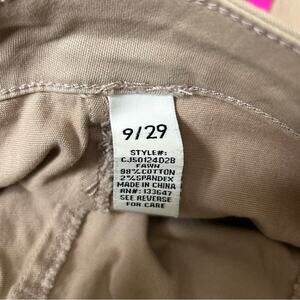 9/29
STYLE#:
CJ50124D2B
FAWN
98%COTTON
2%SPANDEX
MADE IN CHINA
RN#: 133647
SEE REVERSE
FOR CARE